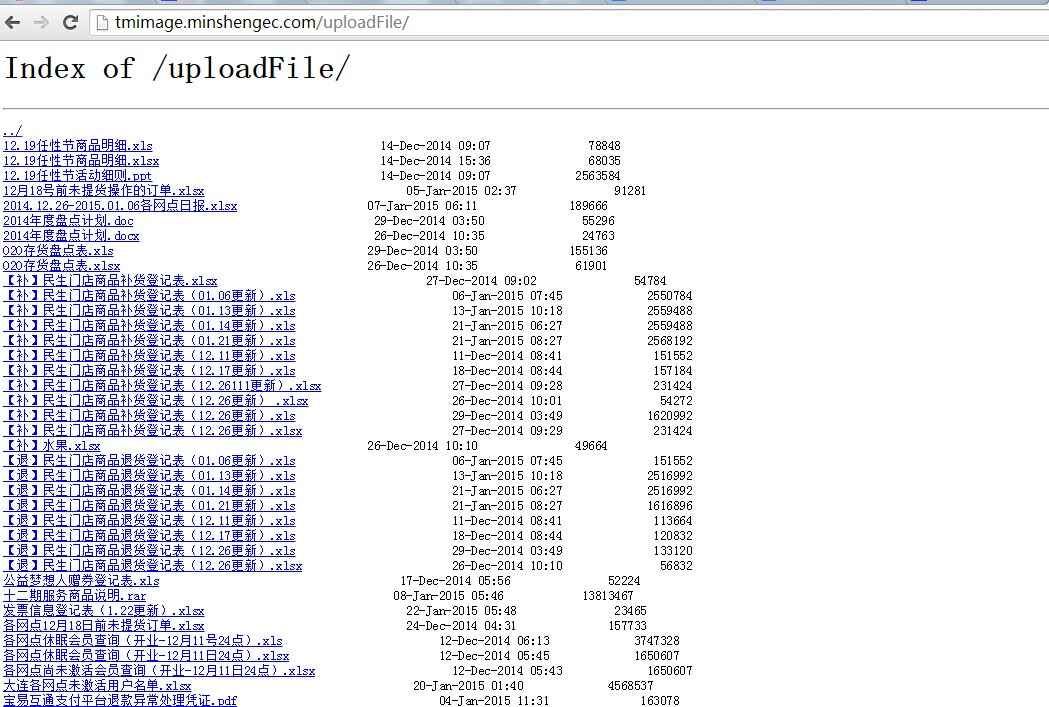 tmimage.minshengec.com/uploadFile/
Index of /uploadFile/
../
12.19任性节商品明细.xls 14-Dec-2014 09:07 78848
12.19任性节商品明细.xlsx 14-Dec-2014 15:36 68035
12.19任性节活动细则.ppt 14-Dec-2014 09:07 2563584
12月18号前未提货操作的订单.xlsx 05-Jan-2015 02:37 91281
2014.12.26-2015.01.06各网点日报.xlsx 07-Jan-2015 06:11 189666
2014年度盘点计划.doc 29-Dec-2014 03:50 55296
2014年度盘点计划.docx 26-Dec-2014 10:35 24763
O2O存货盘点表.xls 29-Dec-2014 03:50 155136
O2O存货盘点表.xlsx 26-Dec-2014 10:35 61901
【补】民生门店商品补货登记表.xlsx 27-Dec-2014 09:02 54784
【补】民生门店商品补货登记表（01.06更新）.xls 06-Jan-2015 07:45 2550784
【补】民生门店商品补货登记表（01.13更新）.xls 13-Jan-2015 10:18 2559488
【补】民生门店商品补货登记表（01.14更新）.xls 21-Jan-2015 06:27 2559488
【补】民生门店商品补货登记表（01.21更新）.xls 21-Jan-2015 08:27 2568192
【补】民生门店商品补货登记表（12.11更新）.xls 11-Dec-2014 08:41 151552
【补】民生门店商品补货登记表（12.17更新）.xls 18-Dec-2014 08:44 157184
【补】民生门店商品补货登记表（12.26111更新）.xlsx 27-Dec-2014 09:28 231424
【补】民生门店商品补货登记表（12.26更新） .xlsx 26-Dec-2014 10:01 54272
【补】民生门店商品补货登记表（12.26更新）.xls 29-Dec-2014 03:49 1620992
【补】民生门店商品补货登记表（12.26更新）.xlsx 27-Dec-2014 09:29 231424
【补】水果.xlsx 26-Dec-2014 10:10 49664
【退】民生门店商品退货登记表（01.06更新）.xls 06-Jan-2015 07:45 151552
【退】民生门店商品退货登记表（01.13更新）.xls 13-Jan-2015 10:18 2516992
【退】民生门店商品退货登记表（01.14更新）.xls 21-Jan-2015 06:27 2516992
【退】民生门店商品退货登记表（01.21更新）.xls 21-Jan-2015 08:27 1616896
【退】民生门店商品退货登记表（12.11更新）.xls 11-Dec-2014 08:41 113664
【退】民生门店商品退货登记表（12.17更新）.xls 18-Dec-2014 08:44 120832
【退】民生门店商品退货登记表（12.26更新）.xls 29-Dec-2014 03:49 133120
【退】民生门店商品退货登记表（12.26更新）.xlsx 26-Dec-2014 10:10 56832
公益梦想人赠券登记表.xls 17-Dec-2014 05:56 52224
十二期服务商品说明.rar 08-Jan-2015 05:46 13813467
发票信息登记表（1.22更新）.xlsx 22-Jan-2015 05:48 23465
各网点12月18日前未提货订单.xlsx 24-Dec-2014 04:31 157733
各网点休眠会员查询（开业-12月11号24点）.xls 12-Dec-2014 06:13 3747328
各网点休眠会员查询（开业-12月11日24点）.xlsx 12-Dec-2014 05:45 1650607
各网点尚未激活会员查询（开业-12月11日24点）.xlsx 12-Dec-2014 05:43 1650607
大连各网点未激活用户名单.xlsx 20-Jan-2015 01:40 4568537
宝易互通支付平台退款异常处理凭证.pdf 04-Jan-2015 11:31 163078